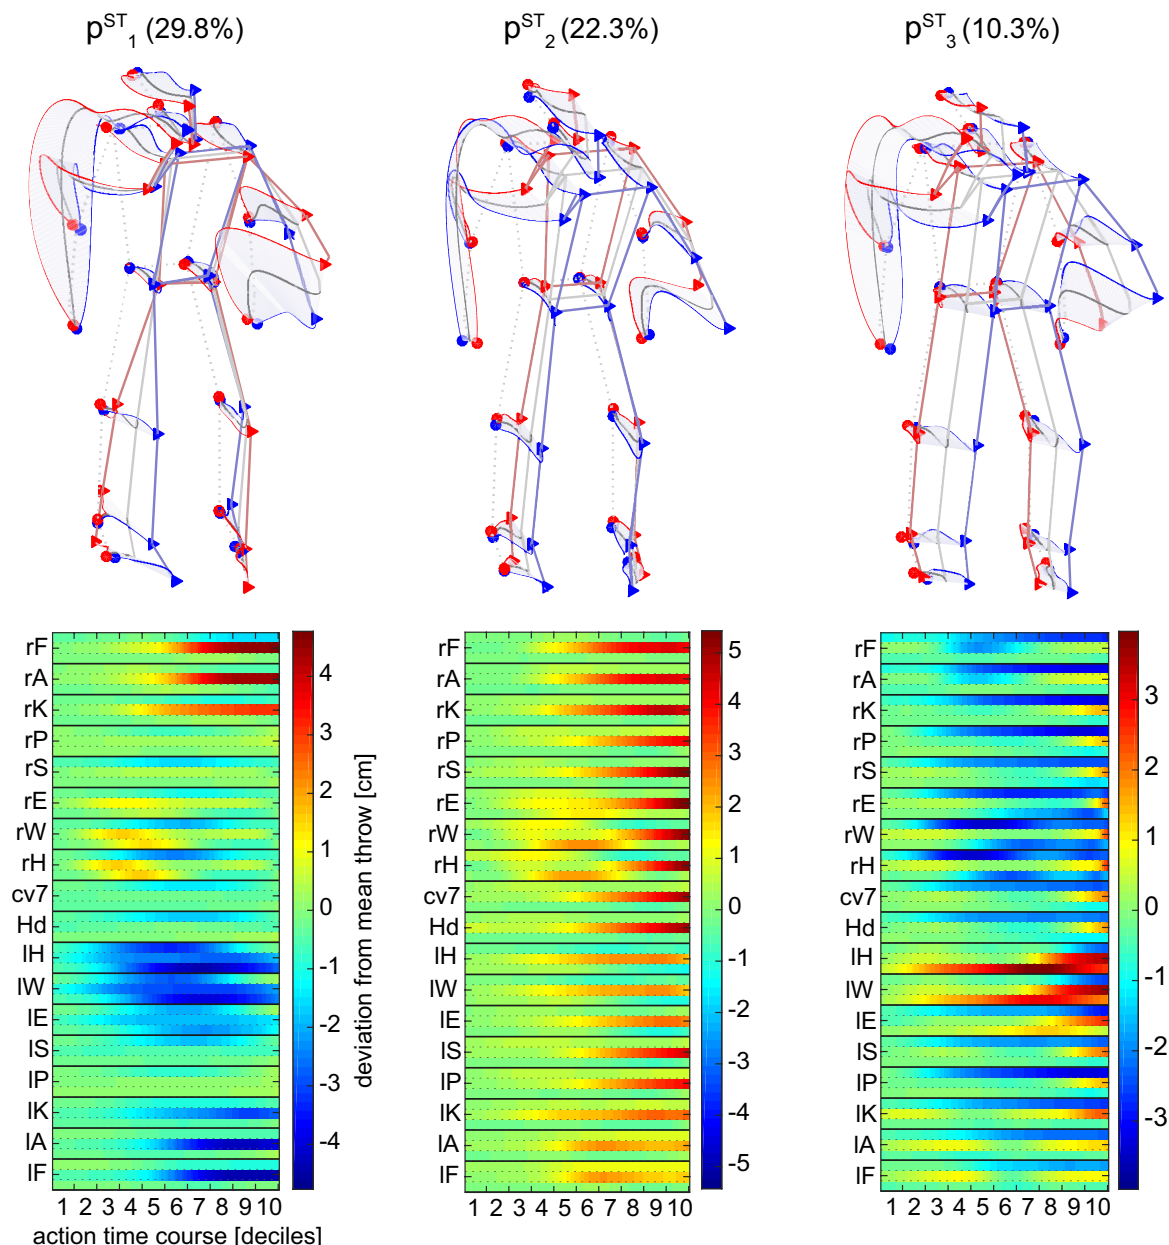 pST1 (29.8%) pST2 (22.3%) pST3 (10.3%)
rF
rA
rK
rP
rS
rE
rW
rH
cv7
Hd
lH
lW
lE
lS
lP
lK
lA
lF
1 2 3 4 5 6 7 8 9 10
action time course [deciles]
4
3
2
1
0
-1
-2
-3
-4
deviation from mean throw [cm]
rF
rA
rK
rP
rS
rE
rW
rH
cv7
Hd
lH
lW
lE
lS
lP
lK
lA
lF
1 2 3 4 5 6 7 8 9 10
5
4
3
2
1
0
-1
-2
-3
-4
-5
rF
rA
rK
rP
rS
rE
rW
rH
cv7
Hd
lH
lW
lE
lS
lP
lK
lA
lF
1 2 3 4 5 6 7 8 9 10
3
2
1
0
-1
-2
-3